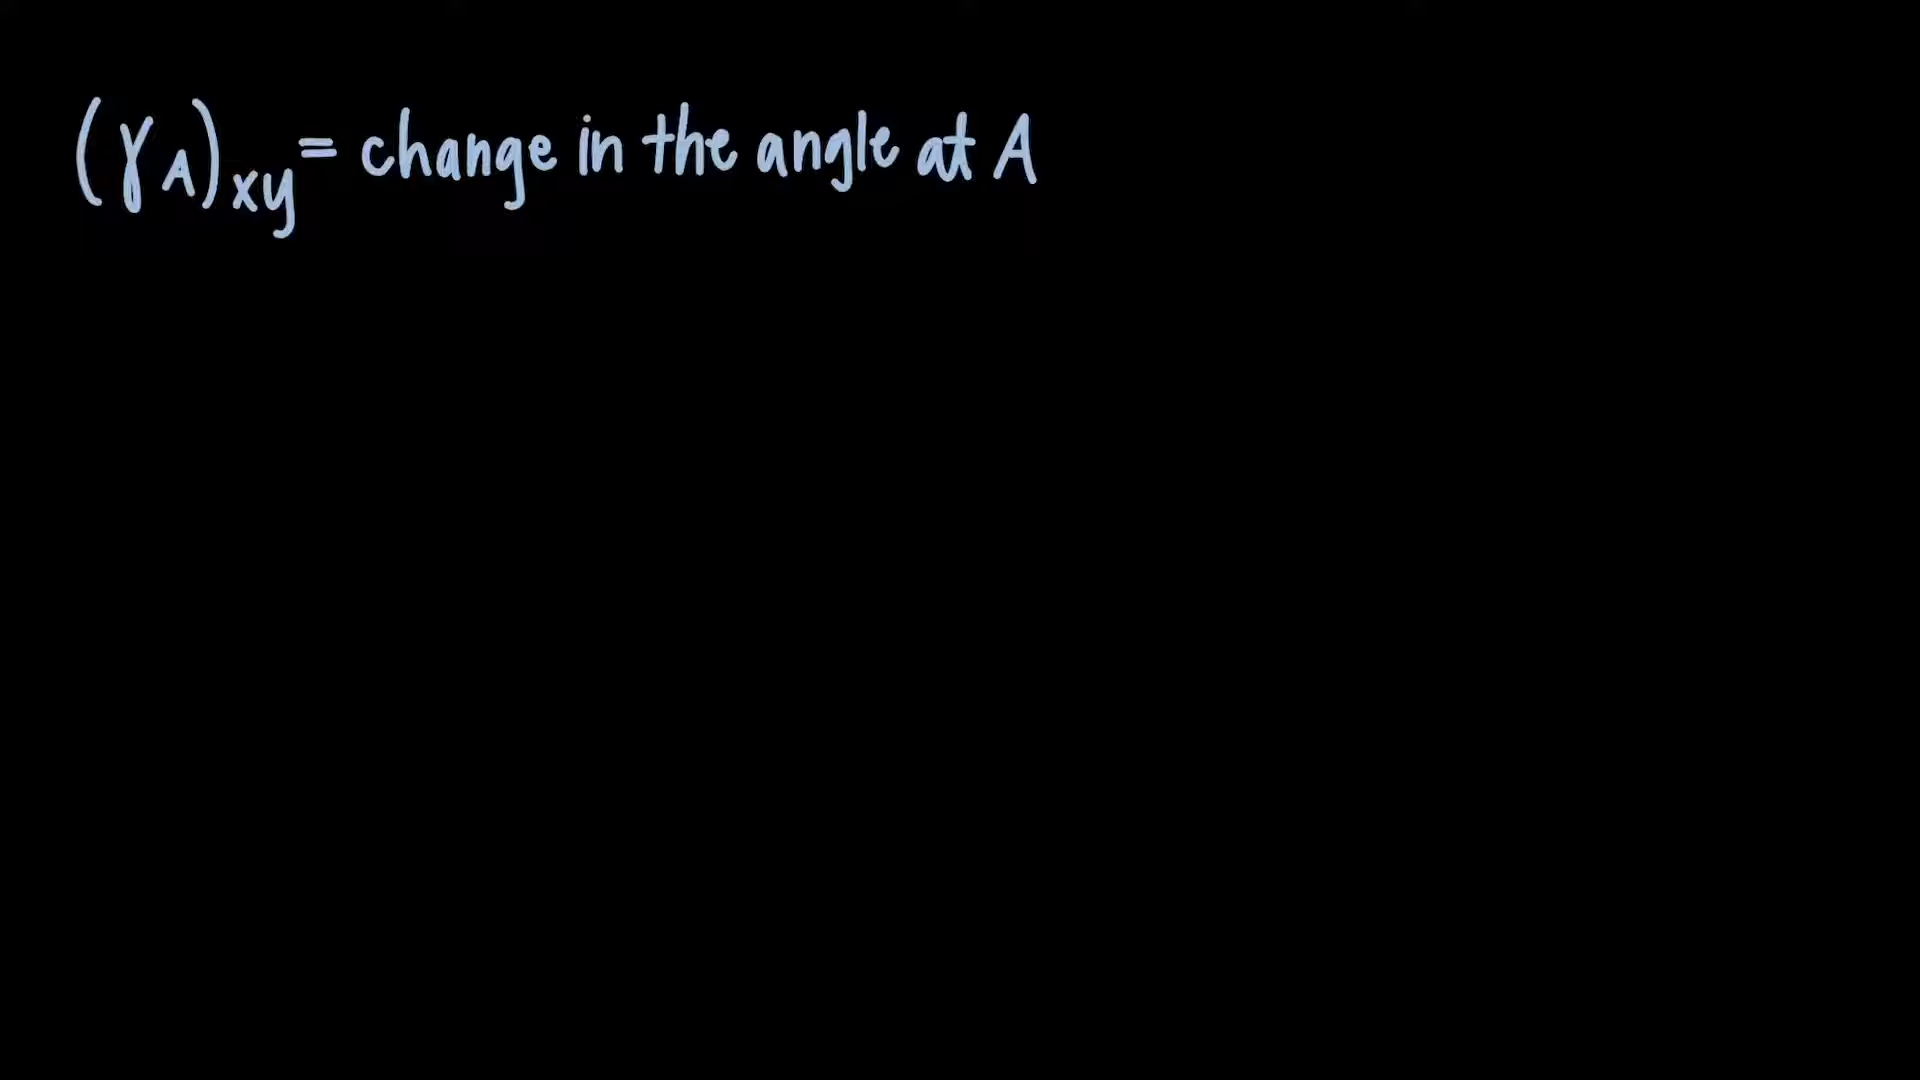 (γA)xy = change in the angle at A